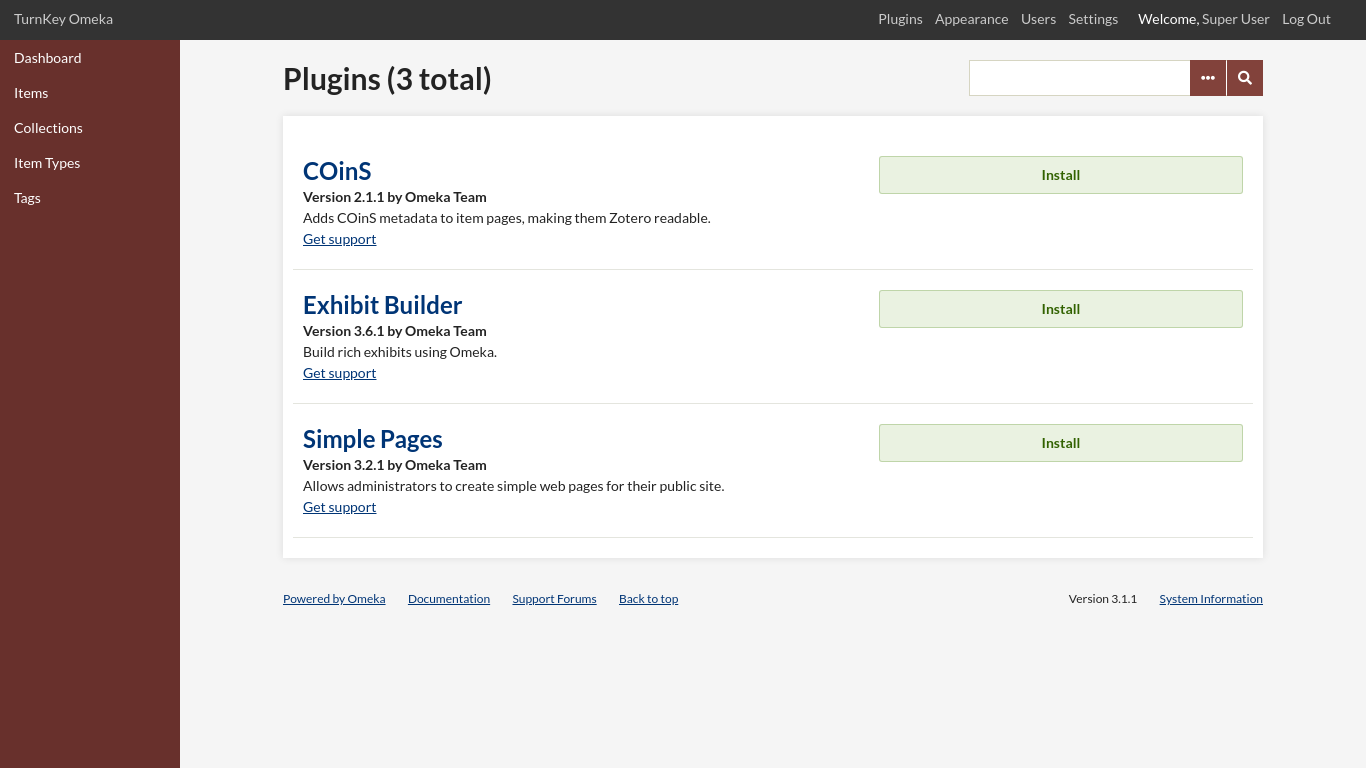 TurnKey Omeka
Plugins Appearance Users Settings Welcome, Super User Log Out
Dashboard
Items
Collections
Item Types
Tags
Plugins (3 total)
COinS
Version 2.1.1 by Omeka Team
Adds COinS metadata to item pages, making them Zotero readable.
Get support
Install
Exhibit Builder
Version 3.6.1 by Omeka Team
Build rich exhibits using Omeka.
Get support
Install
Simple Pages
Version 3.2.1 by Omeka Team
Allows administrators to create simple web pages for their public site.
Get support
Install
Powered by Omeka Documentation Support Forums Back to top Version 3.1.1 System Information